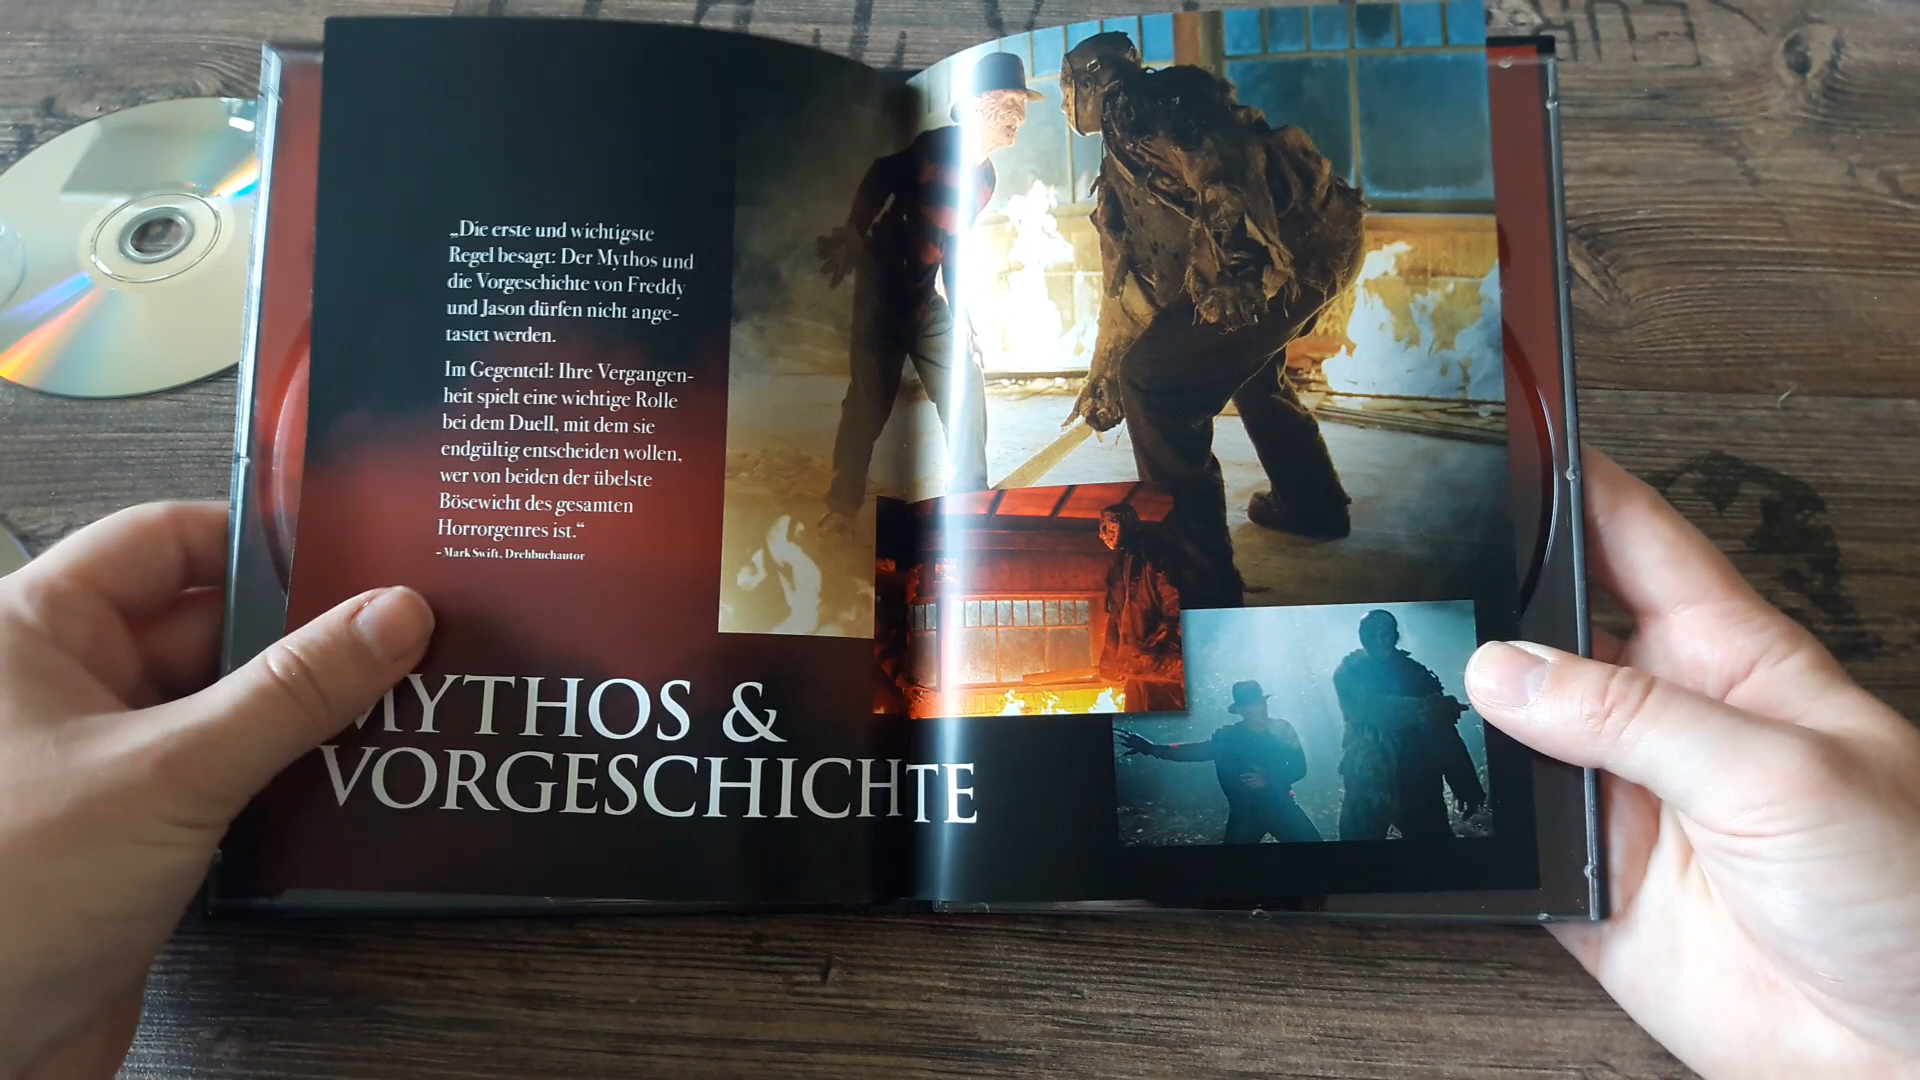 „Die erste und wichtigste
Regel besagt: Der Mythos und
die Vorgeschichte von Freddy
und Jason dürfen nicht ange-
tastet werden.
Im Gegenteil: Ihre Vergangen-
heit spielt eine wichtige Rolle
bei dem Duell, mit dem sie
endgültig entscheiden wollen,
wer von beiden der übelste
Bösewicht des gesamten
Horrorgenres ist.“
– Mark Swift, Drehbuchautor
MYTHOS &
VORGESCHICHTE